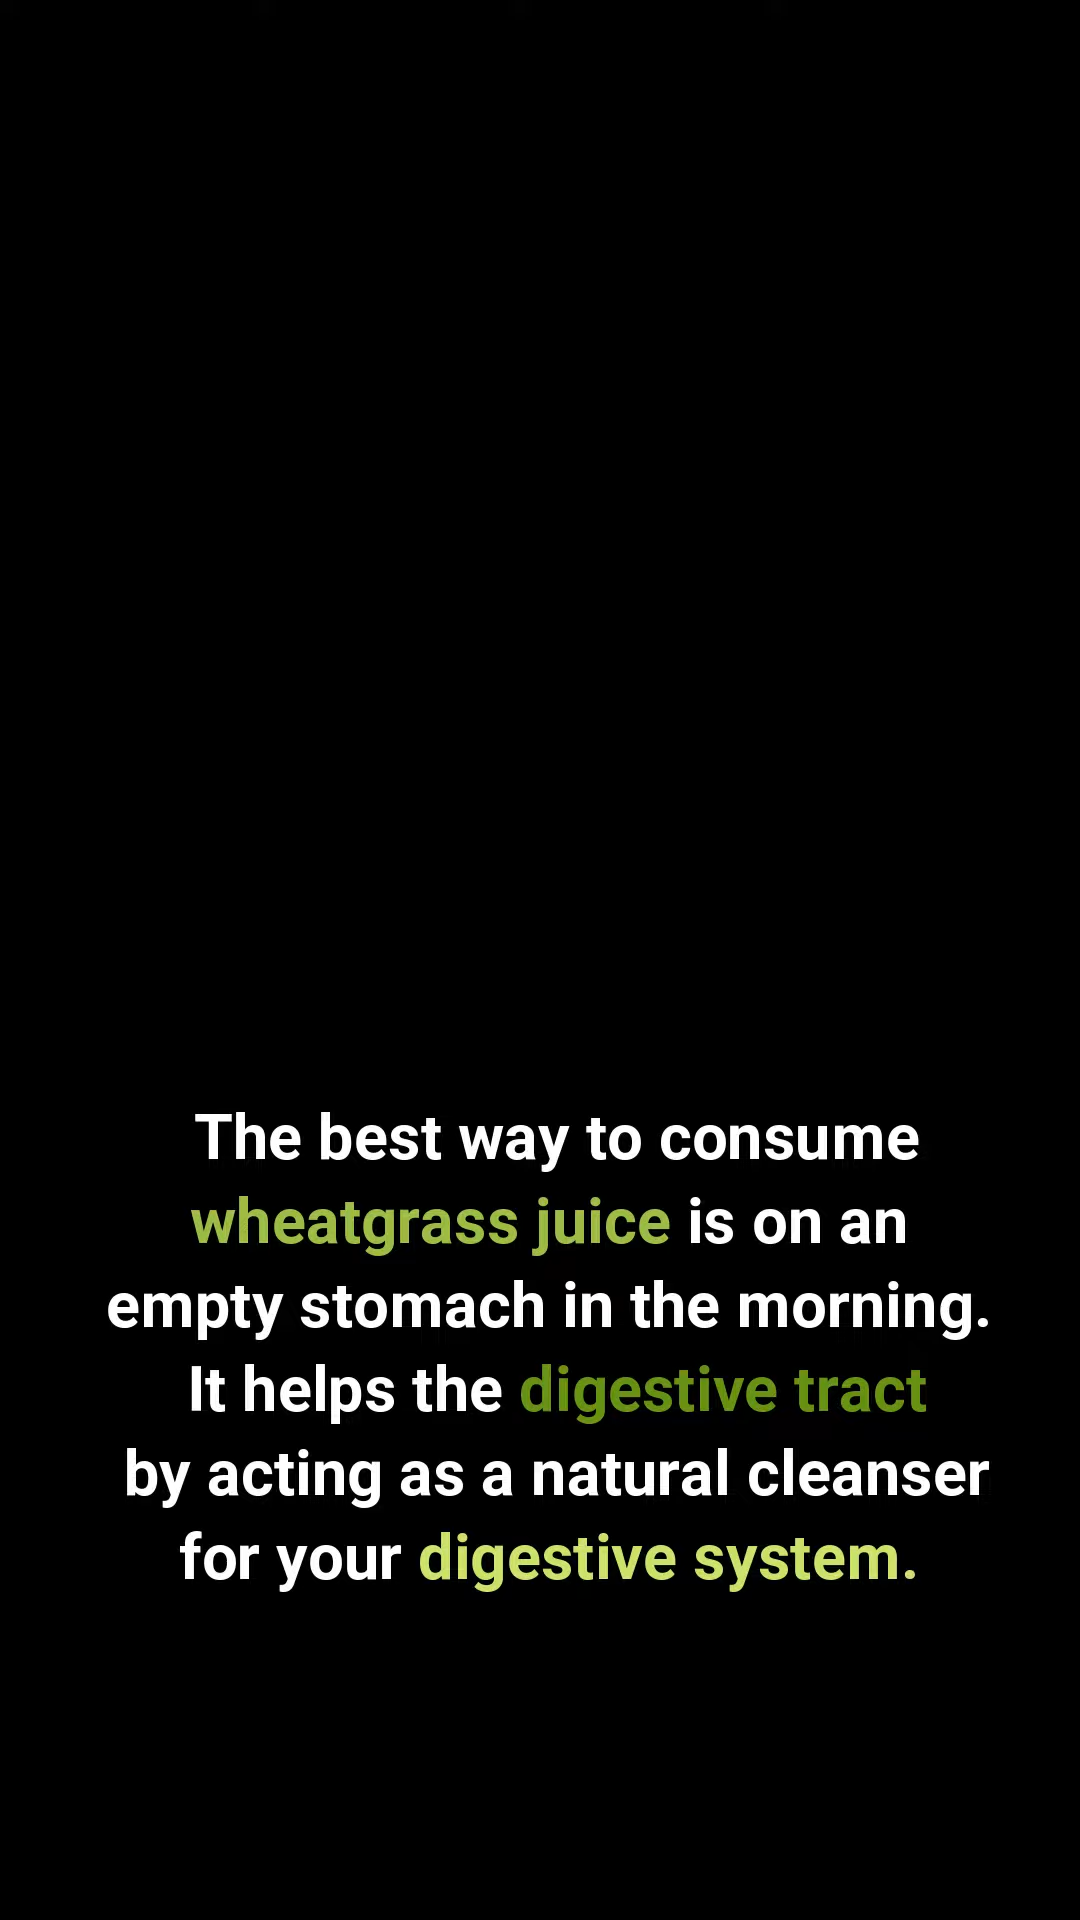 The best way to consume
wheatgrass juice is on an
empty stomach in the morning.
It helps the digestive tract
by acting as a natural cleanser
for your digestive system.